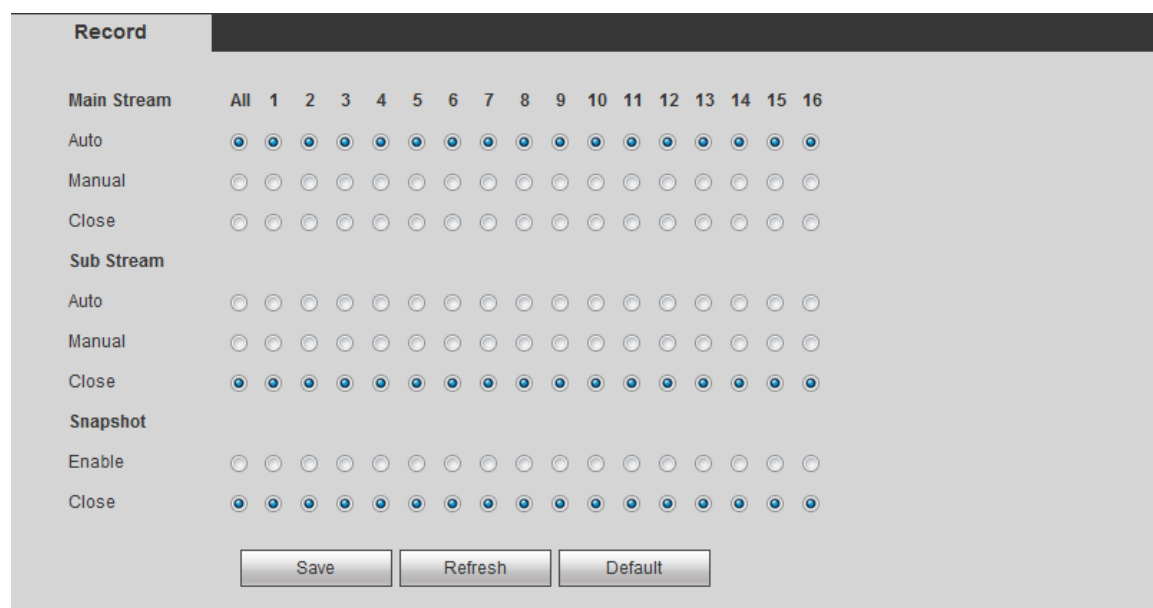 Record
Main Stream All 1 2 3 4 5 6 7 8 9 10 11 12 13 14 15 16
Auto
Manual
Close
Sub Stream
Auto
Manual
Close
Snapshot
Enable
Close
Save Refresh Default